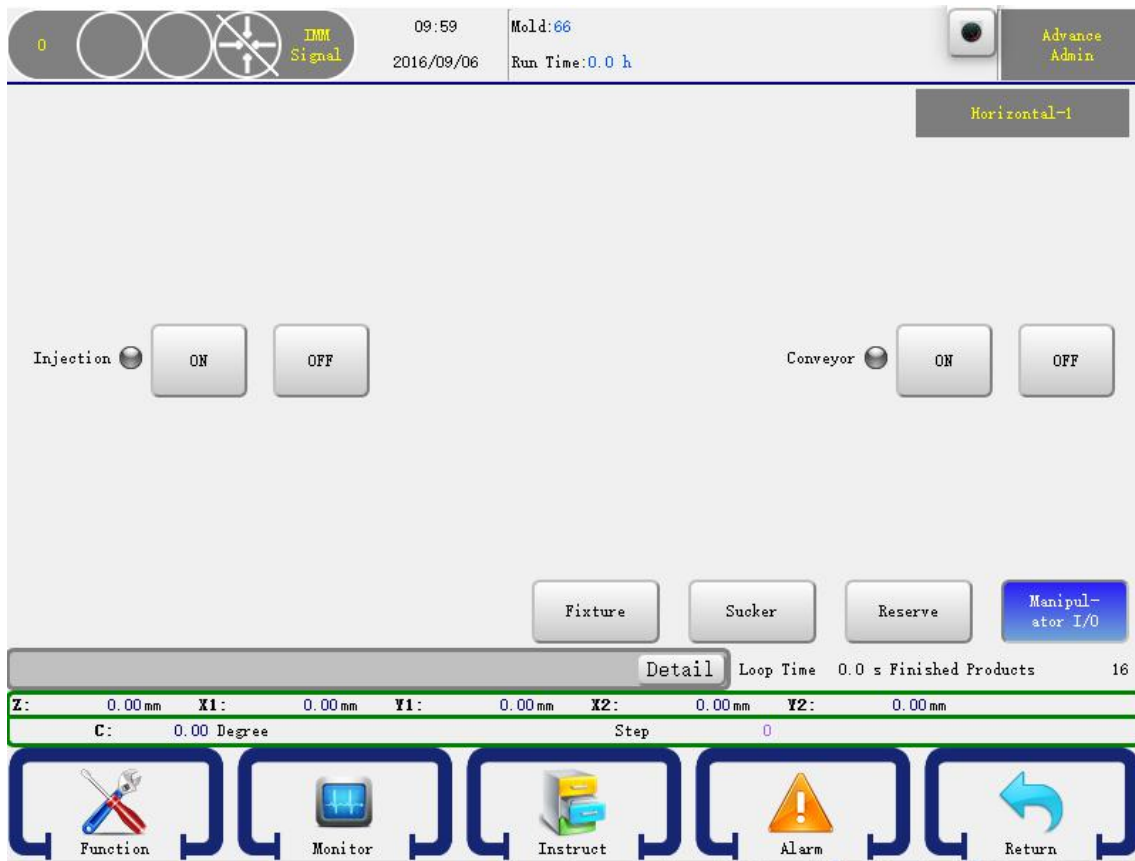 0
IMM
Signal
09:59
2016/09/06
Mold:66
Run Time:0.0 h
Advance
Admin
Horizontal-1
Injection ON OFF
Conveyor ON OFF
Fixture Sucker Reserve Manipul-
ator I/O
Detail Loop Time 0.0 s Finished Products 16
Z: 0.00 mm X1: 0.00 mm Y1: 0.00 mm X2: 0.00 mm Y2: 0.00 mm
C: 0.00 Degree Step 0
Function Monitor Instruct Alarm Return